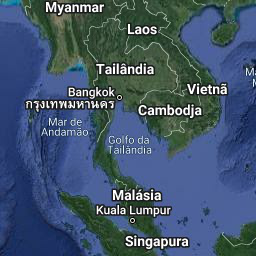 Myanmar
Laos
Tailândia
Bangkok
กรุงเทพมหานคร
Vietnã
Camboja
Mar de
Andamão
Golfo da
Tailândia
Malásia
Kuala Lumpur
Singapura